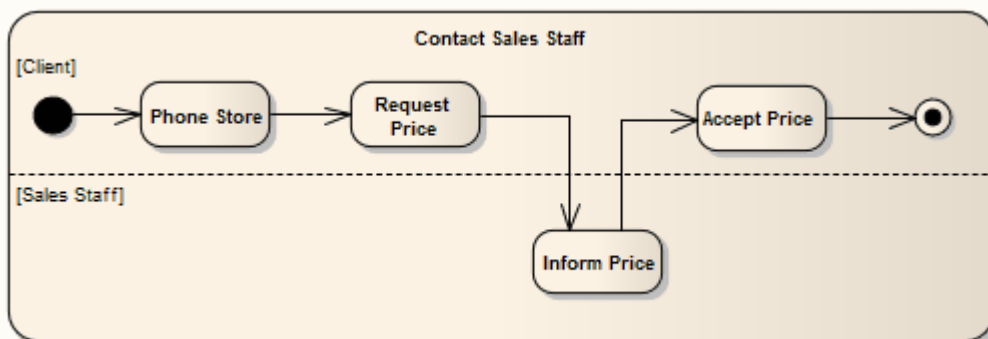 Contact Sales Staff
[Client]
Phone Store
Request
Price
Accept Price
[Sales Staff]
Inform Price